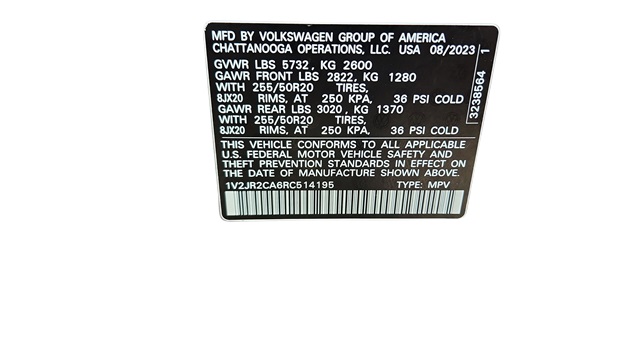 MFD BY VOLKSWAGEN GROUP OF AMERICA
CHATTANOOGA OPERATIONS, LLC. USA 08/2023
GVWR LBS 5732, KG 2600
GAWR FRONT LBS 2822, KG 1280
WITH 255/50R20 TIRES,
8JX20 RIMS, AT 250 KPA, 36 PSI COLD
GAWR REAR LBS 3020, KG 1370
WITH 255/50R20 TIRES,
8JX20 RIMS, AT 250 KPA, 36 PSI COLD
THIS VEHICLE CONFORMS TO ALL APPLICABLE
U.S. FEDERAL MOTOR VEHICLE SAFETY AND
THEFT PREVENTION STANDARDS IN EFFECT ON
THE DATE OF MANUFACTURE SHOWN ABOVE.
1V2JR2CA6RC514195 TYPE: MPV
3238564 1